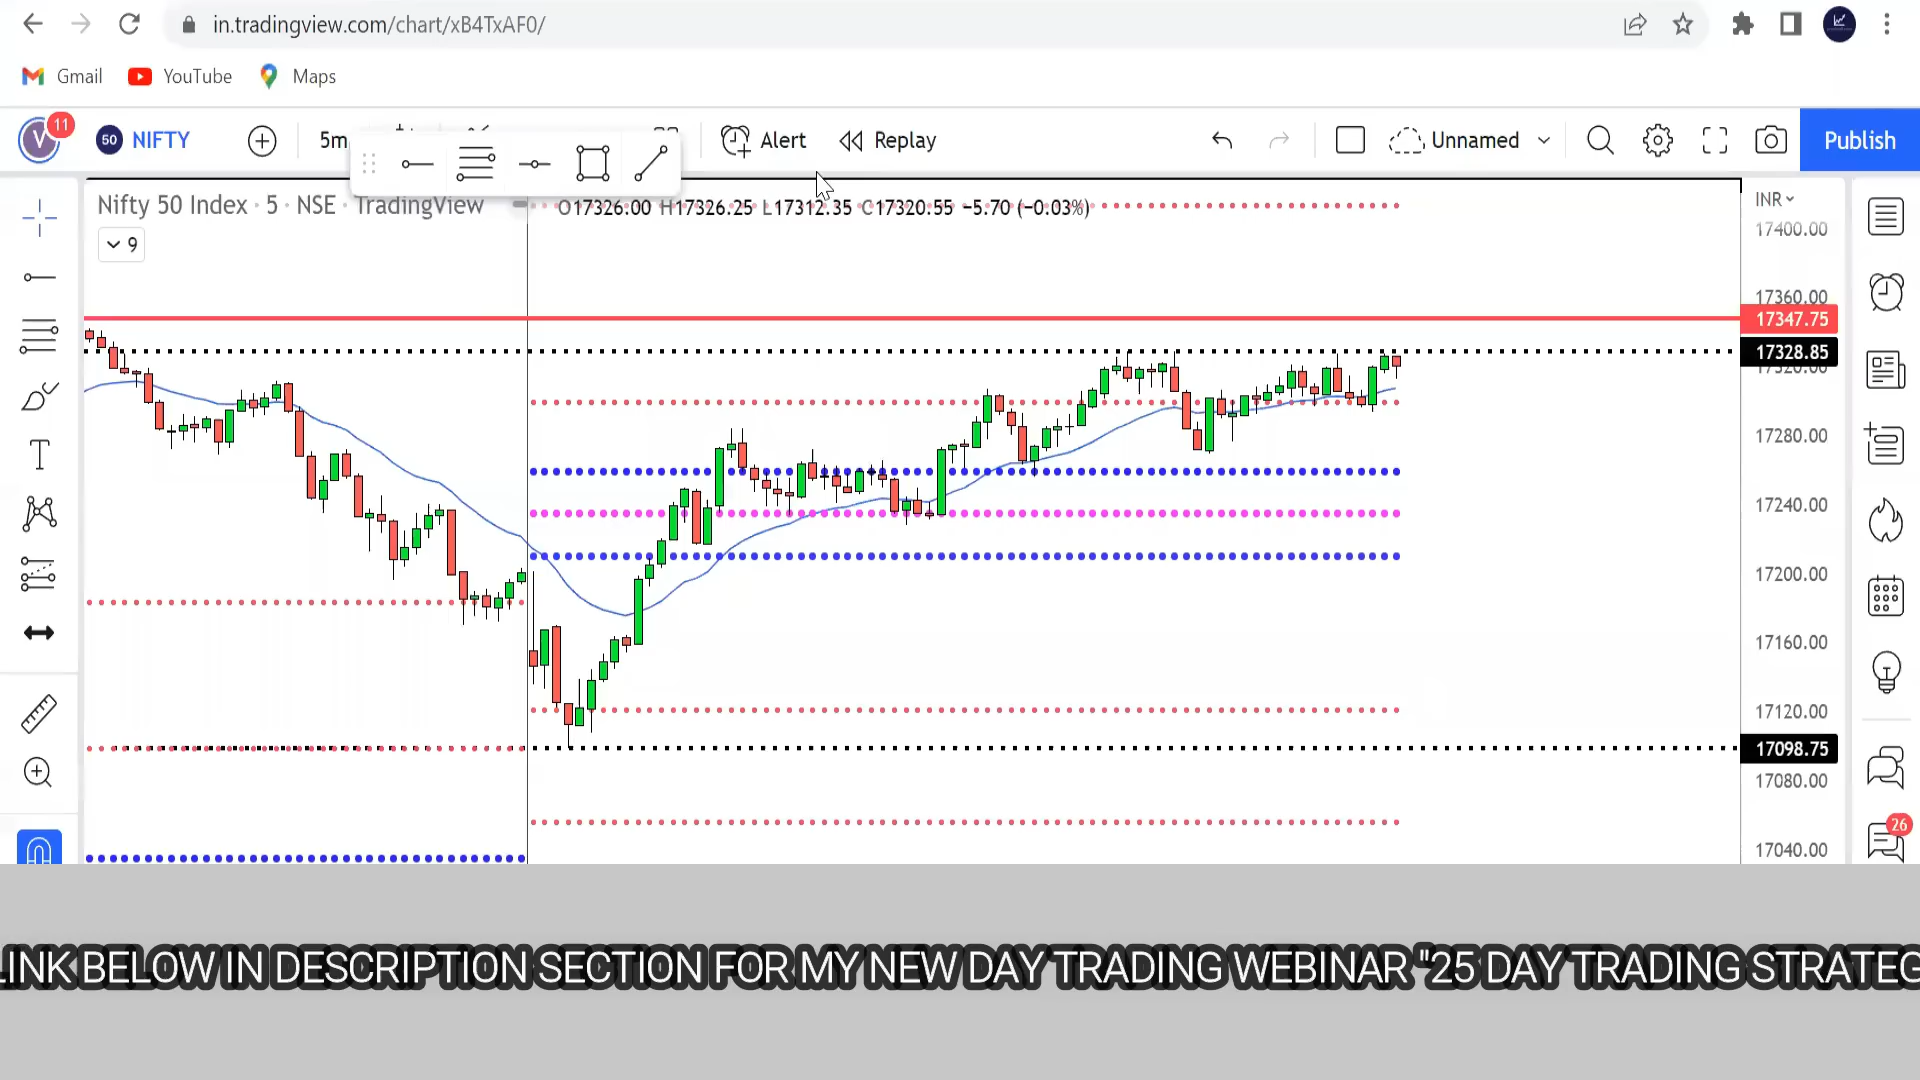 in.tradingview.com/chart/xB4TxAF0/
Gmail YouTube Maps
V 11 50 NIFTY 5m Alert Replay Unnamed Publish
Nifty 50 Index · 5 · NSE · TradingView O17326.00 H17326.25 L17312.35 C17320.55 −5.70 (−0.03%)
INR
9
17400.00
17360.00
17347.75
17328.85
17320.00
17280.00
17240.00
17200.00
17160.00
17120.00
17098.75
17080.00
26
17040.00
LINK BELOW IN DESCRIPTION SECTION FOR MY NEW DAY TRADING WEBINAR "25 DAY TRADING STRATEG